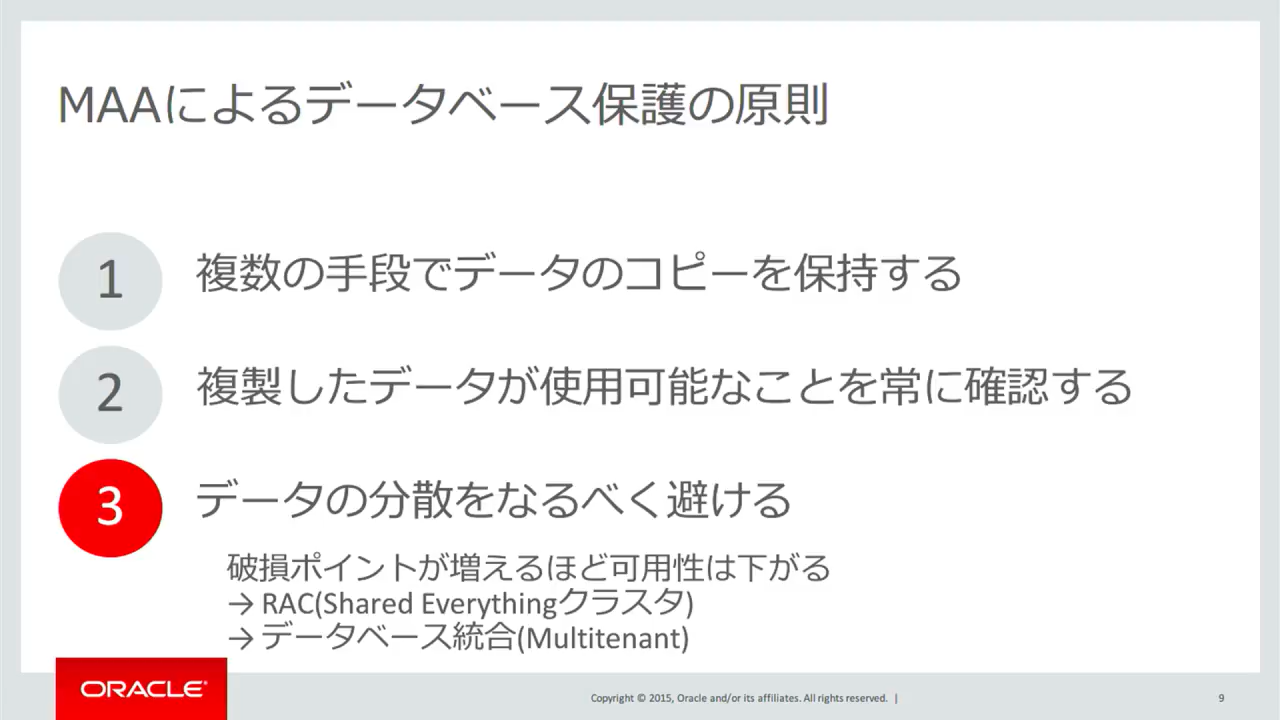 MAAによるデータベース保護の原則
1 複数の手段でデータのコピーを保持する
2 複製したデータが使用可能なことを常に確認する
3 データの分散をなるべく避ける
破損ポイントが増えるほど可用性は下がる
→ RAC(Shared Everythingクラスタ)
→ データベース統合(Multitenant)
ORACLE®
Copyright © 2015, Oracle and/or its affiliates. All rights reserved. | 9